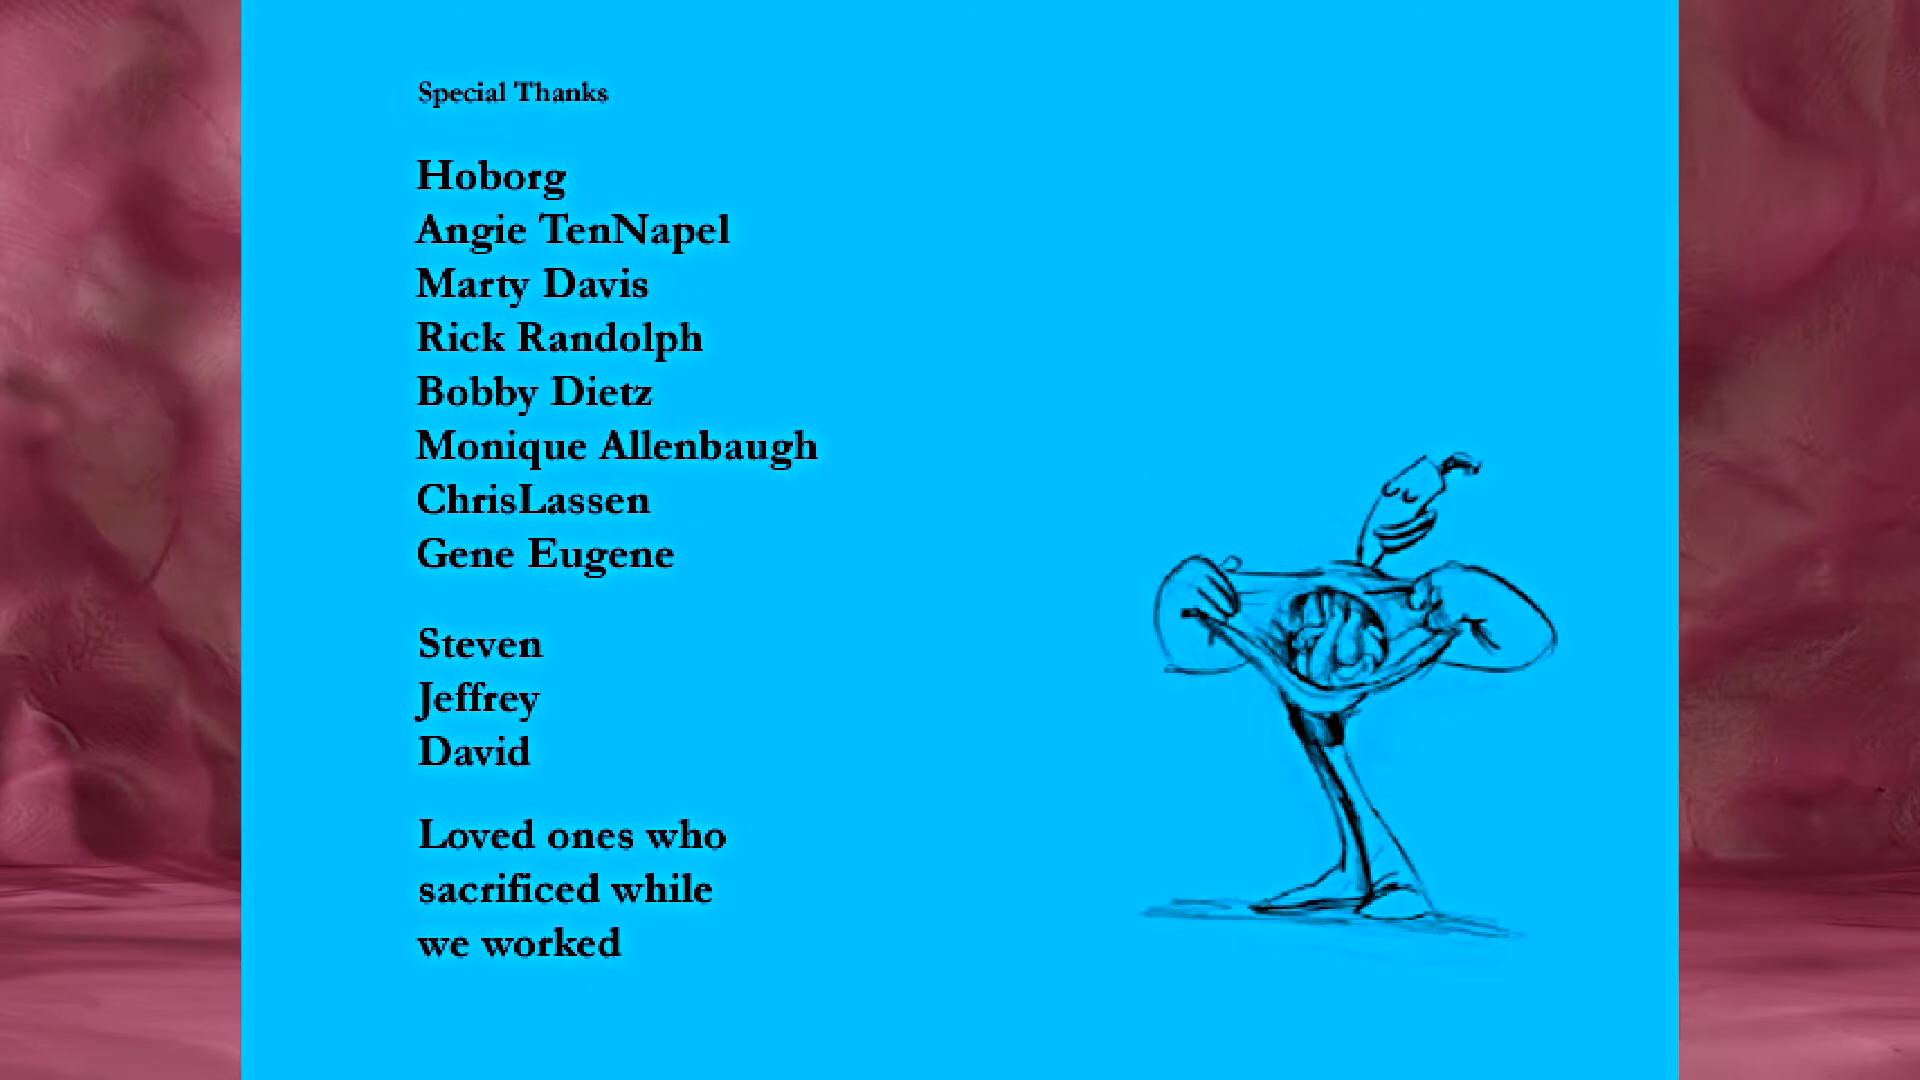 Special Thanks
Hoborg
Angie TenNapel
Marty Davis
Rick Randolph
Bobby Dietz
Monique Allenbaugh
ChrisLassen
Gene Eugene
Steven
Jeffrey
David
Loved ones who
sacrificed while
we worked